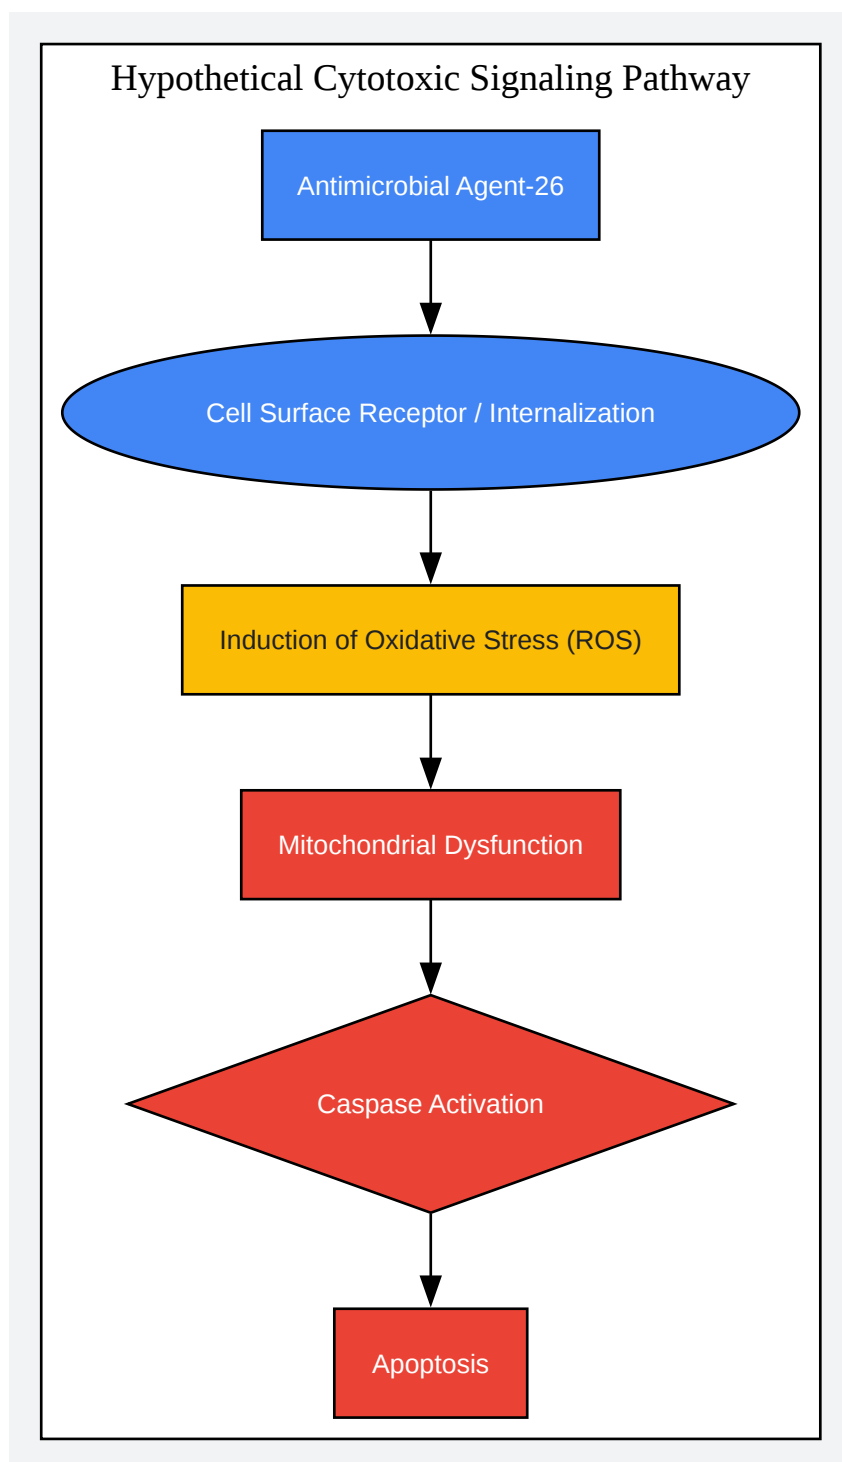 Hypothetical Cytotoxic Signaling Pathway
Antimicrobial Agent-26
Cell Surface Receptor / Internalization
Induction of Oxidative Stress (ROS)
Mitochondrial Dysfunction
Caspase Activation
Apoptosis